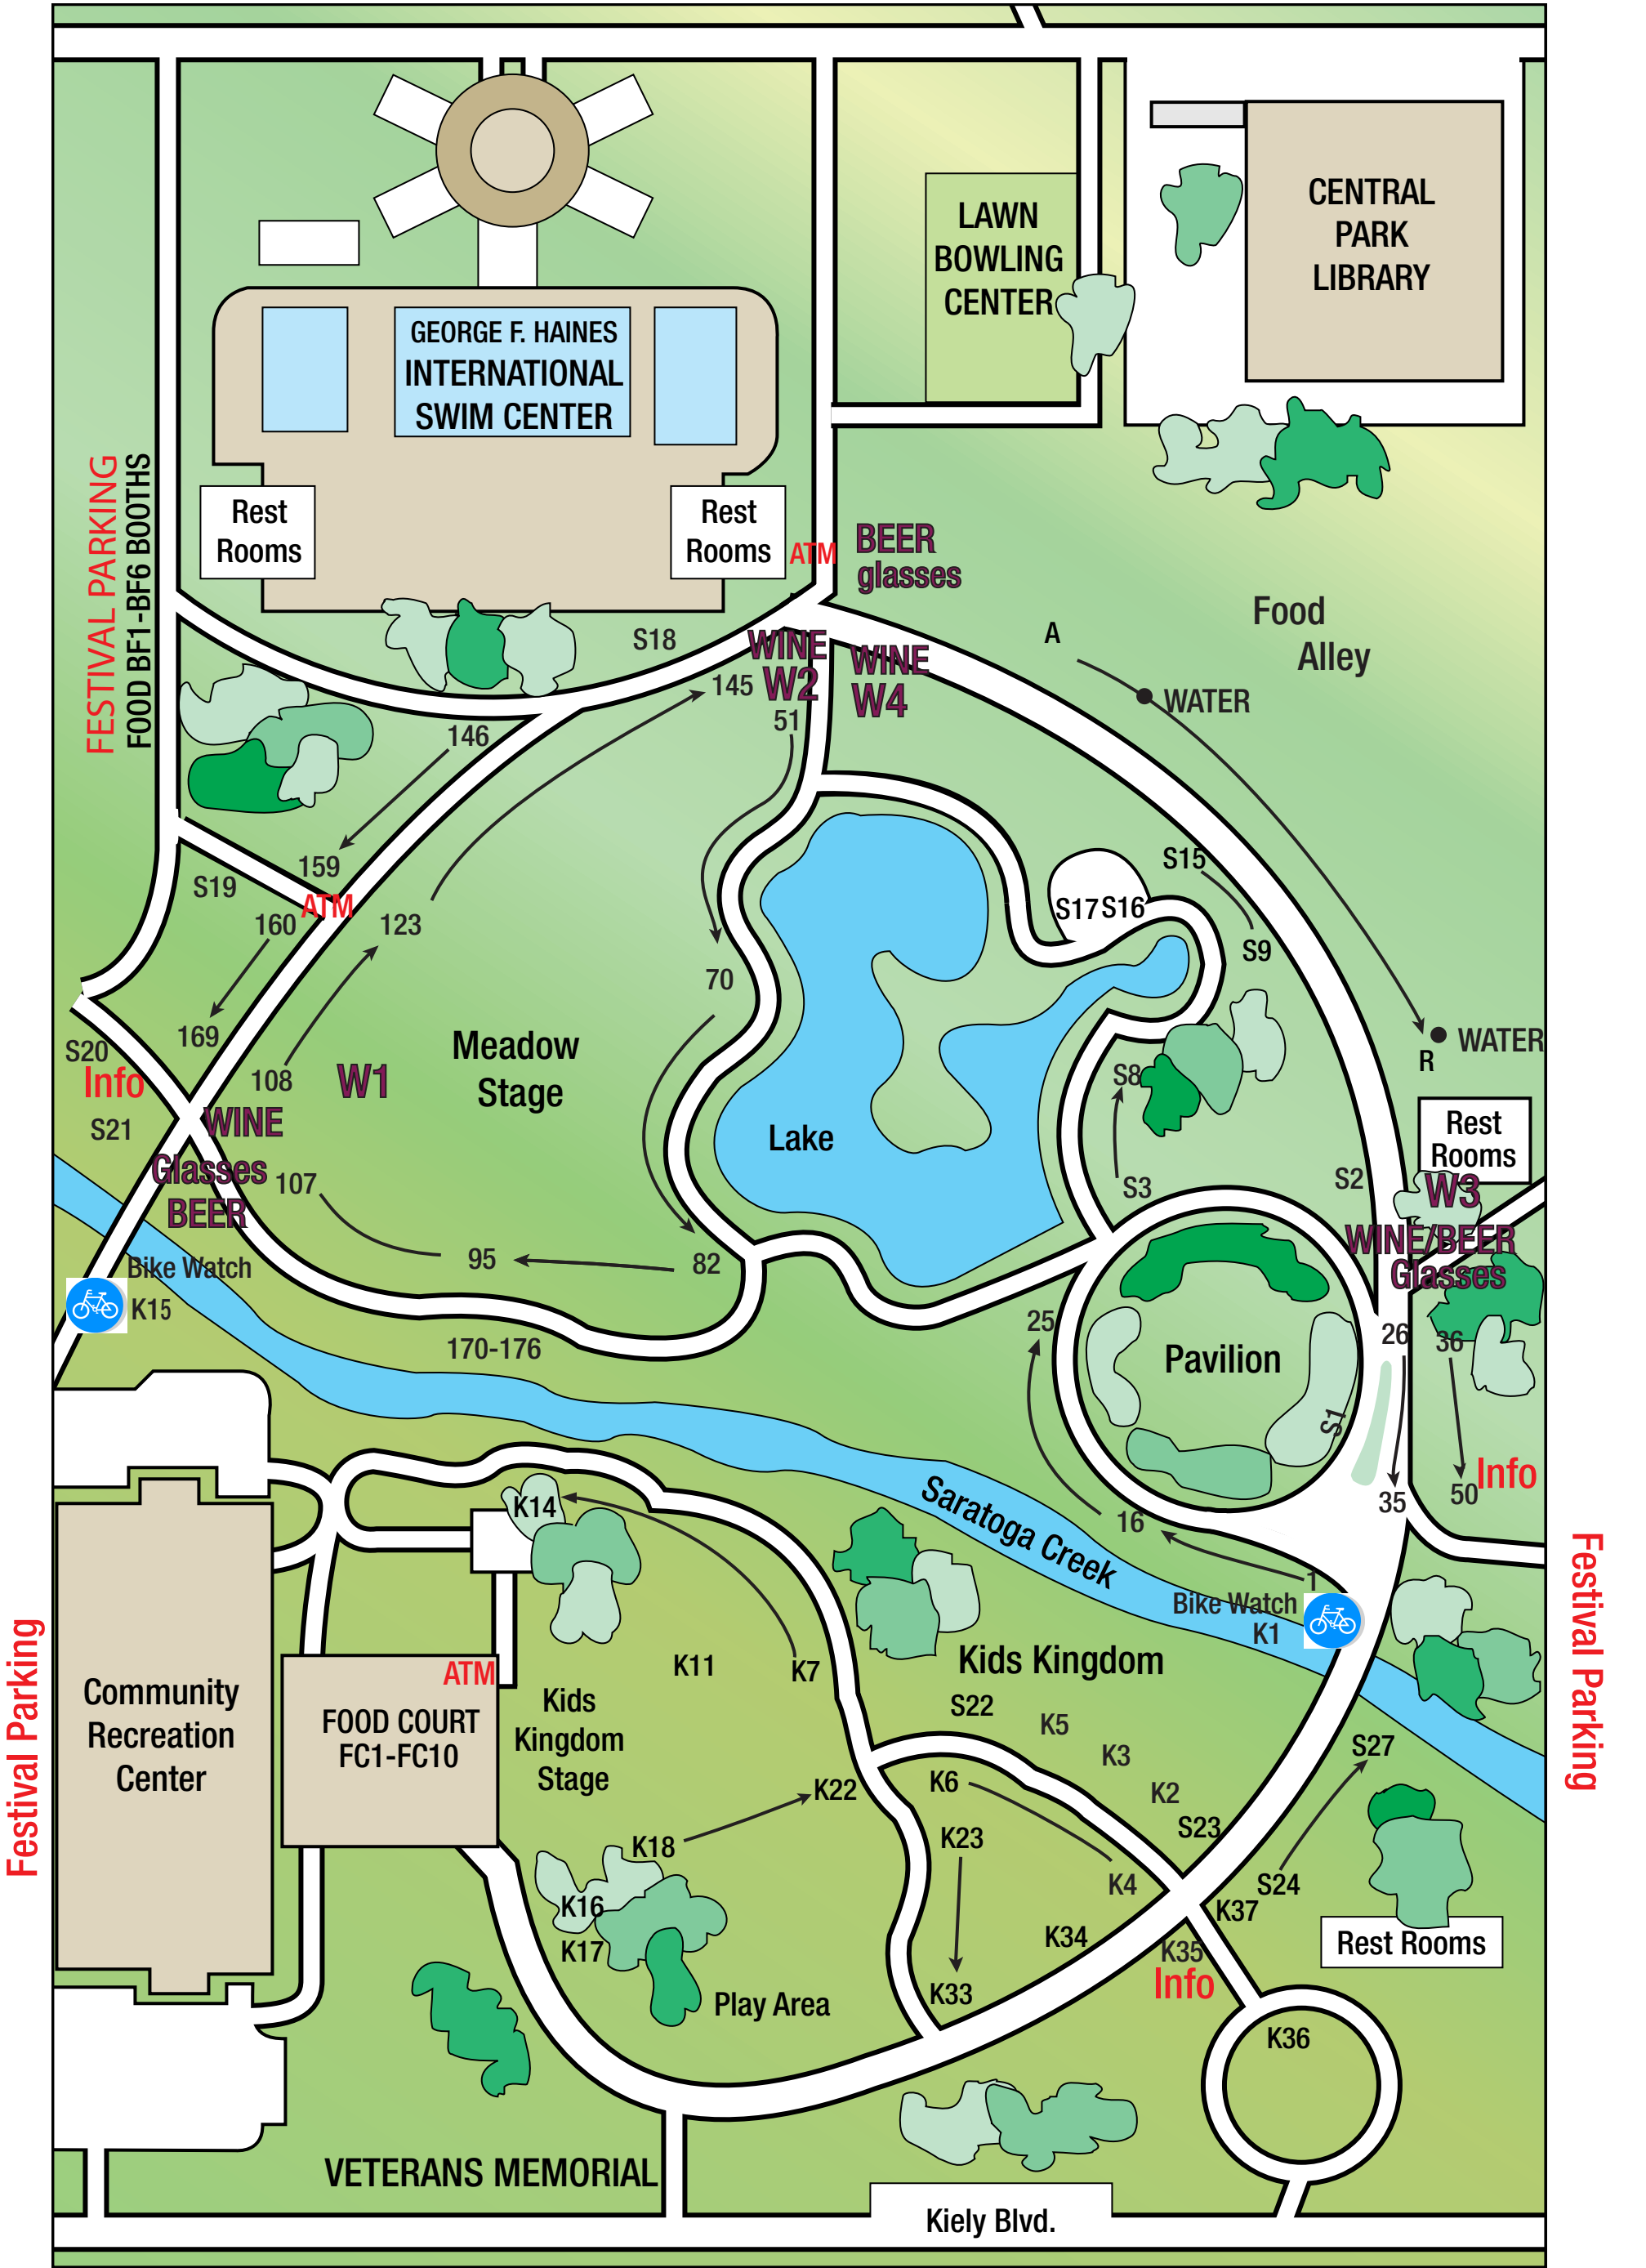 CENTRAL
PARK
LIBRARY
LAWN
BOWLING
CENTER
GEORGE F. HAINES
INTERNATIONAL
SWIM CENTER
FESTIVAL PARKING
FOOD BF1-BF6 BOOTHS
Rest
Rooms
Rest
Rooms
ATM
BEER
glasses
Food
Alley
A
S18
WINE
W2
WINE
W4
145
51
WATER
146
159
S19
ATM
160
123
S15
S17
S16
S9
70
169
S20
Info
108
W1
Meadow
Stage
WATER
R
S8
S21
WINE
Lake
Rest
Rooms
Glasses
107
BEER
S3
S2
W3
WINE/BEER
Glasses
Bike Watch
K15
95
82
25
26
36
170-176
Pavilion
S1
Info
K14
16
35
50
Saratoga Creek
1
Bike Watch
K1
Festival Parking
Festival Parking
Community
Recreation
Center
ATM
FOOD COURT
FC1-FC10
Kids
Kingdom
Stage
K11
K7
Kids Kingdom
S22
K5
K3
K2
S27
K22
K6
S23
K18
K23
K4
S24
K16
K37
K17
K34
K35
Info
Rest Rooms
K33
Play Area
K36
VETERANS MEMORIAL
Kiely Blvd.